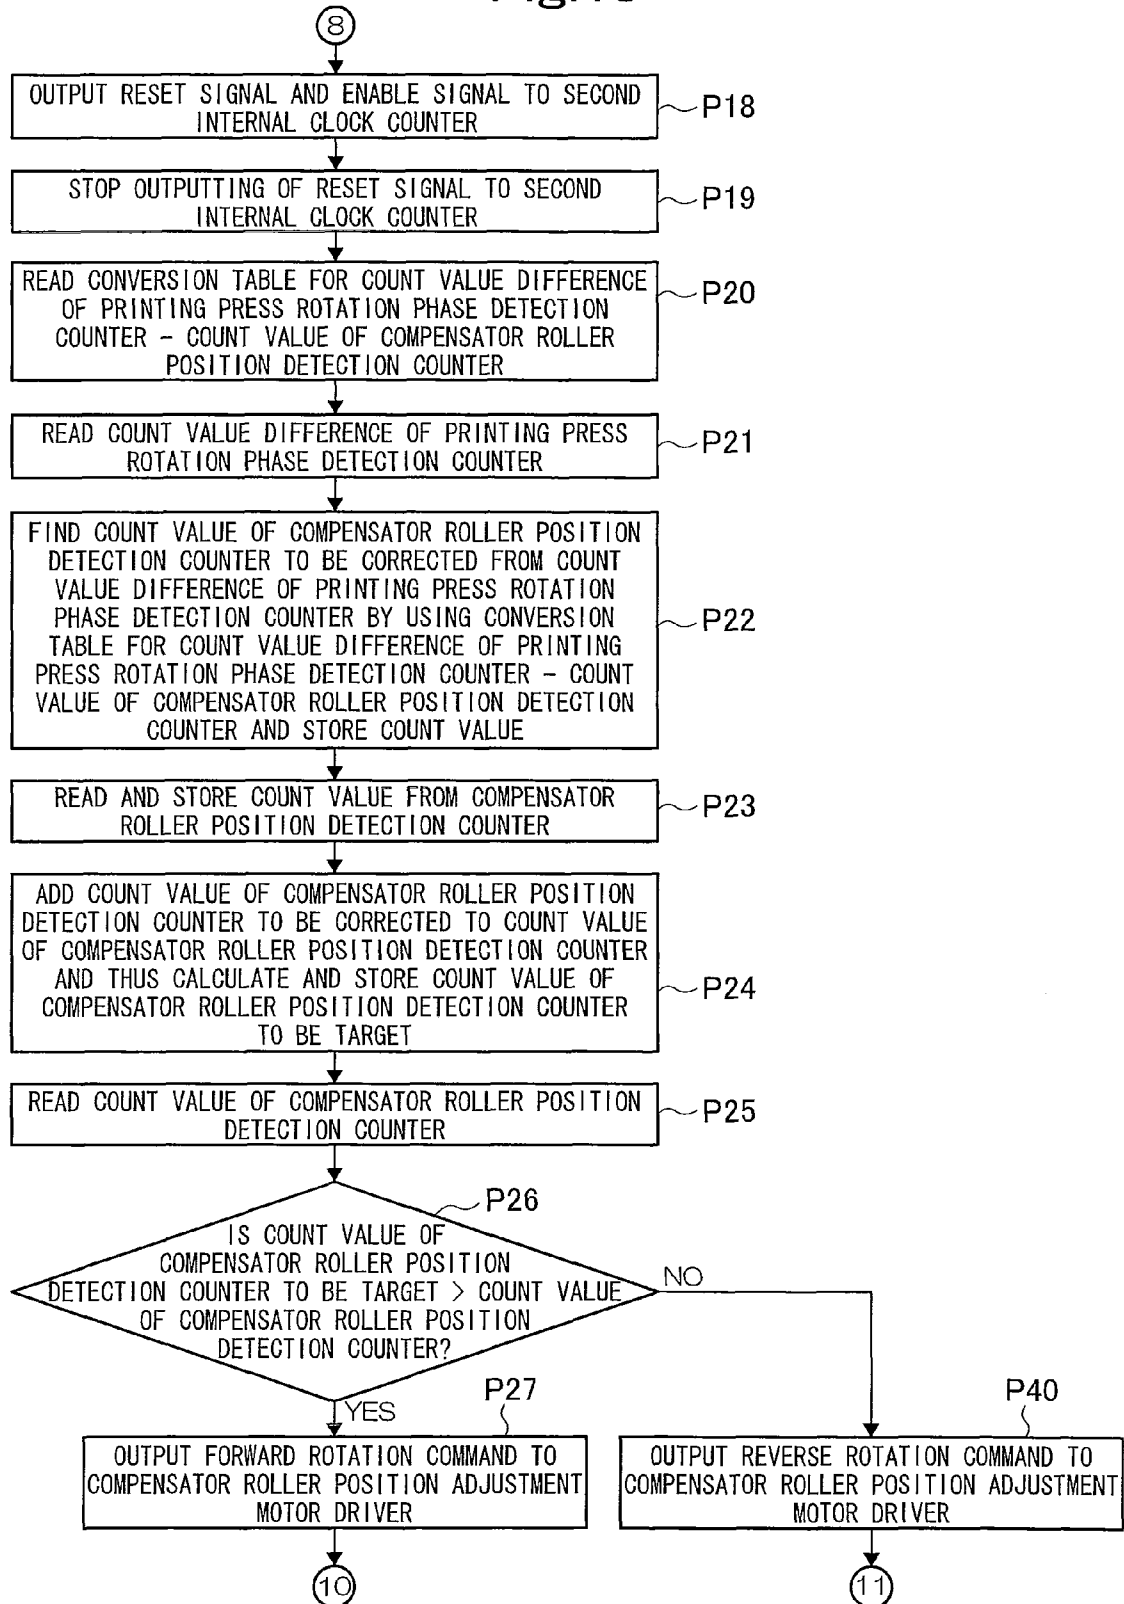 8
OUTPUT RESET SIGNAL AND ENABLE SIGNAL TO SECOND
INTERNAL CLOCK COUNTER
P18
STOP OUTPUTTING OF RESET SIGNAL TO SECOND
INTERNAL CLOCK COUNTER
P19
READ CONVERSION TABLE FOR COUNT VALUE DIFFERENCE
OF PRINTING PRESS ROTATION PHASE DETECTION
COUNTER – COUNT VALUE OF COMPENSATOR ROLLER
POSITION DETECTION COUNTER
P20
READ COUNT VALUE DIFFERENCE OF PRINTING PRESS
ROTATION PHASE DETECTION COUNTER
P21
FIND COUNT VALUE OF COMPENSATOR ROLLER POSITION
DETECTION COUNTER TO BE CORRECTED FROM COUNT
VALUE DIFFERENCE OF PRINTING PRESS ROTATION
PHASE DETECTION COUNTER BY USING CONVERSION
TABLE FOR COUNT VALUE DIFFERENCE OF PRINTING
PRESS ROTATION PHASE DETECTION COUNTER – COUNT
VALUE OF COMPENSATOR ROLLER POSITION DETECTION
COUNTER AND STORE COUNT VALUE
P22
READ AND STORE COUNT VALUE FROM COMPENSATOR
ROLLER POSITION DETECTION COUNTER
P23
ADD COUNT VALUE OF COMPENSATOR ROLLER POSITION
DETECTION COUNTER TO BE CORRECTED TO COUNT VALUE
OF COMPENSATOR ROLLER POSITION DETECTION COUNTER
AND THUS CALCULATE AND STORE COUNT VALUE OF
COMPENSATOR ROLLER POSITION DETECTION COUNTER
TO BE TARGET
P24
READ COUNT VALUE OF COMPENSATOR ROLLER POSITION
DETECTION COUNTER
P25
P26
IS COUNT VALUE OF
COMPENSATOR ROLLER POSITION
DETECTION COUNTER TO BE TARGET > COUNT VALUE
OF COMPENSATOR ROLLER POSITION
DETECTION COUNTER?
NO
YES
P27
OUTPUT FORWARD ROTATION COMMAND TO
COMPENSATOR ROLLER POSITION ADJUSTMENT
MOTOR DRIVER
10
P40
OUTPUT REVERSE ROTATION COMMAND TO
COMPENSATOR ROLLER POSITION ADJUSTMENT
MOTOR DRIVER
11